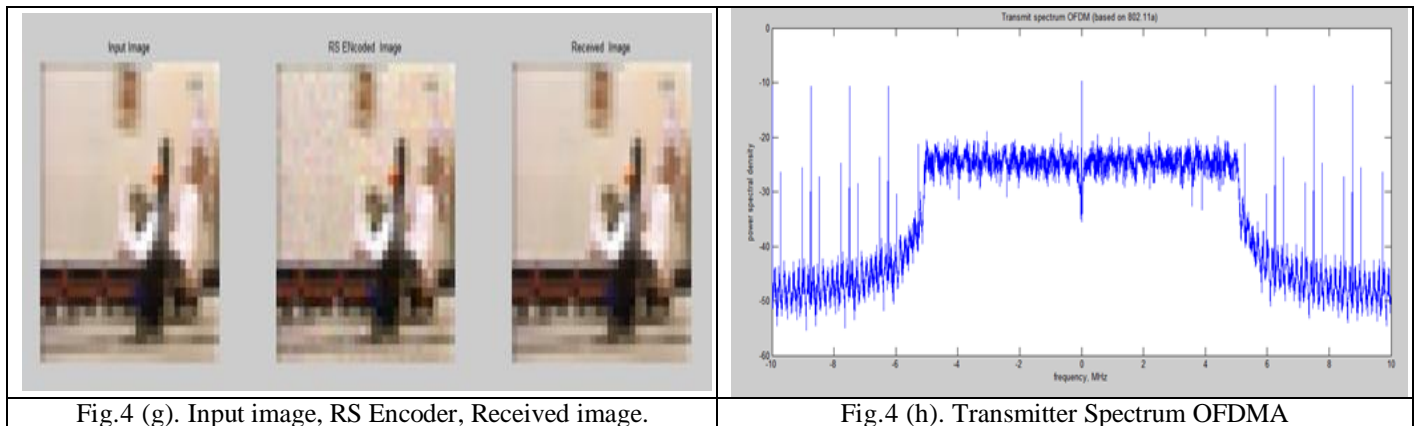 Input Image
RS ENcoded Image
Received Image
Fig.4 (g). Input image, RS Encoder, Received image.
Transmit spectrum OFDM (based on 802.11a)
power spectral density
0
-10
-20
-30
-40
-50
-60
-10 -8 -6 -4 -2 0 2 4 6 8 10
frequency, MHz
Fig.4 (h). Transmitter Spectrum OFDMA